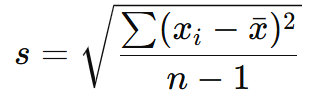 s = √(∑(xᵢ − x̄)² / (n − 1))